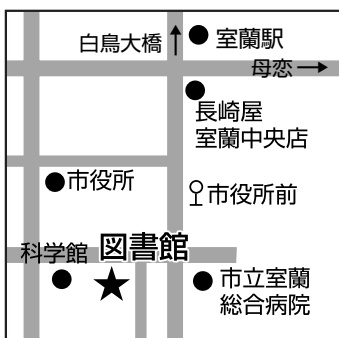 白鳥大橋
室蘭駅
母恋
長崎屋
室蘭中央店
市役所
市役所前
科学館
図書館
市立室蘭
総合病院